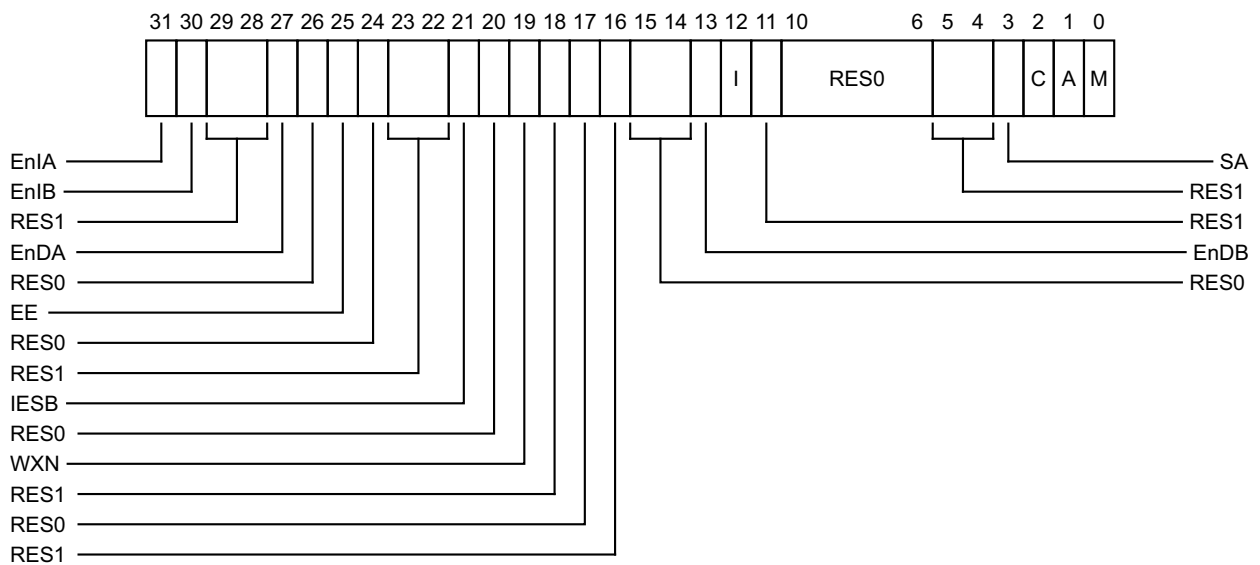 31 30 29 28 27 26 25 24 23 22 21 20 19 18 17 16 15 14 13 12 11 10 6 5 4 3 2 1 0
I RES0 C A M
EnIA SA
EnIB RES1
RES1 RES1
EnDA EnDB
RES0 RES0
EE
RES0
RES1
IESB
RES0
WXN
RES1
RES0
RES1